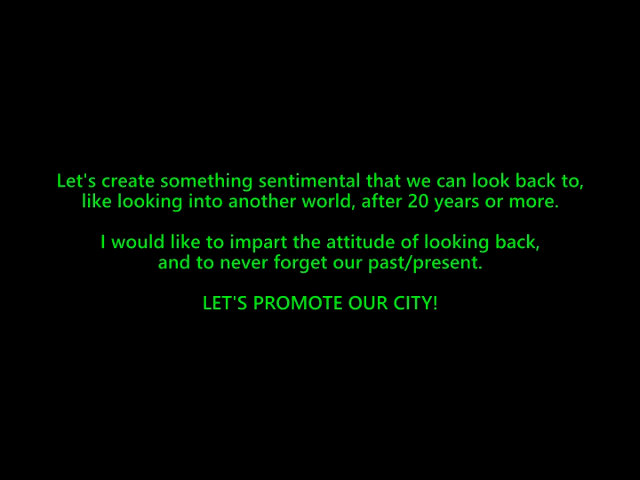 Let's create something sentimental that we can look back to,
like looking into another world, after 20 years or more.
I would like to impart the attitude of looking back,
and to never forget our past/present.
LET'S PROMOTE OUR CITY!